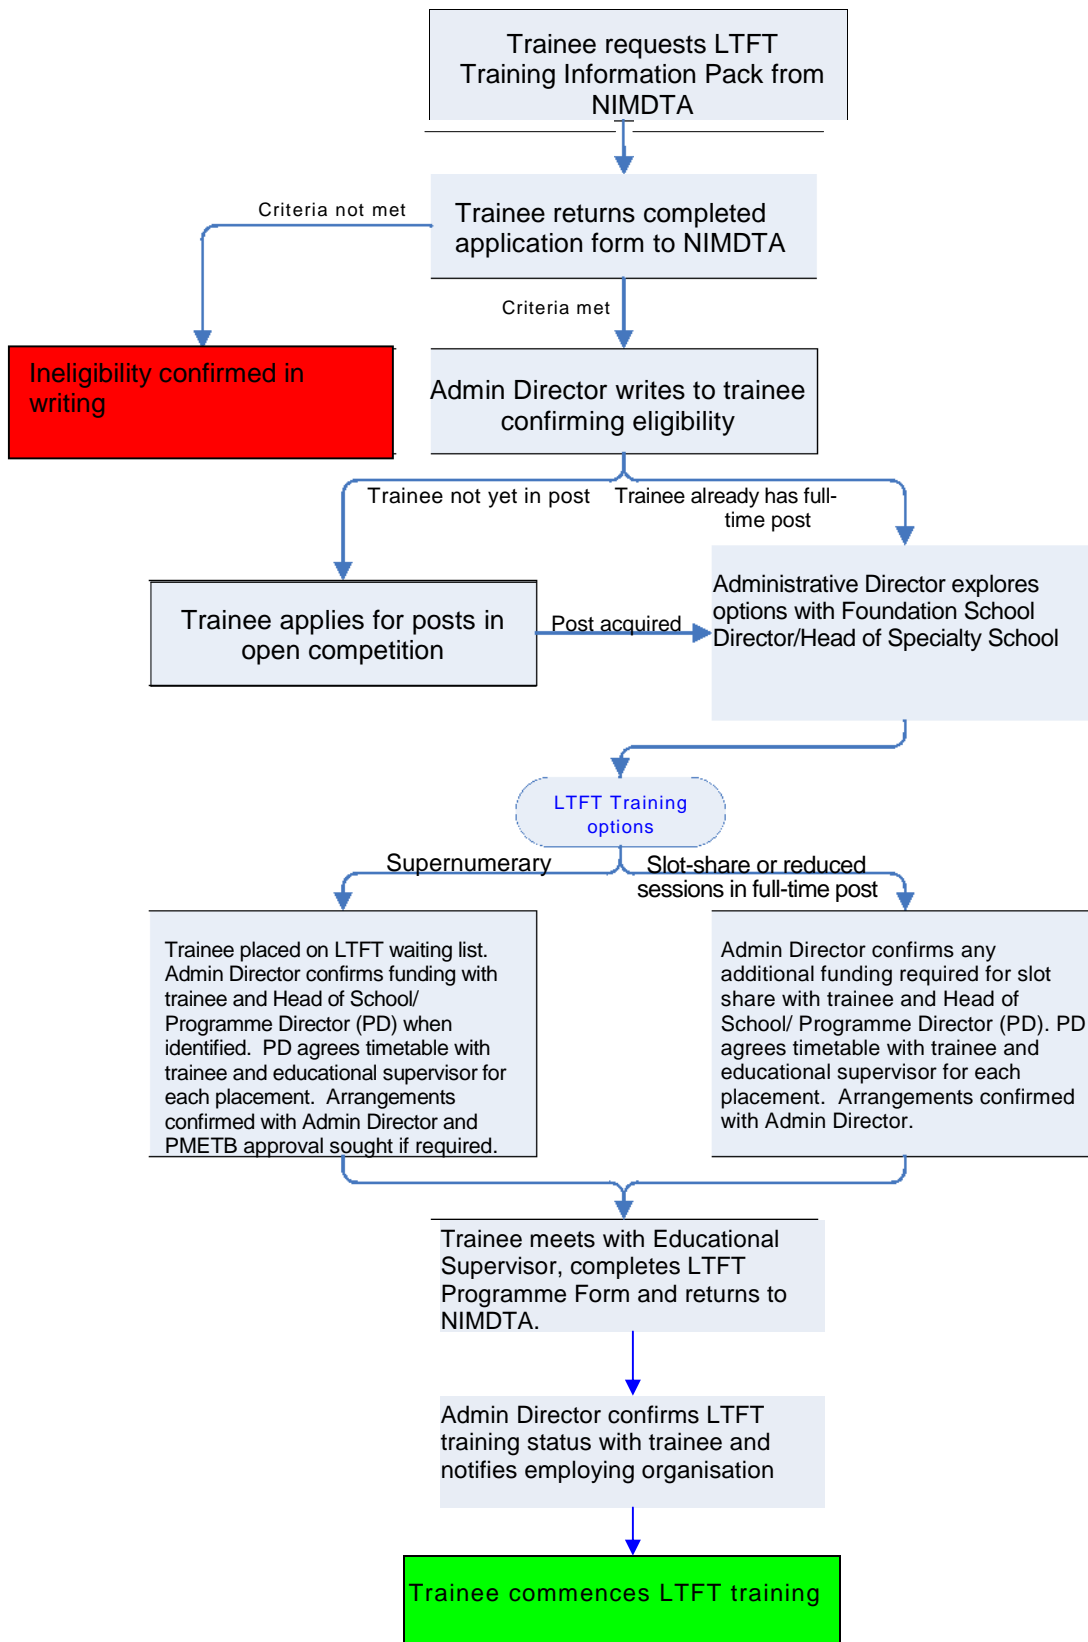 Trainee requests LTFT
Training Information Pack from
NIMDTA
Criteria not met
Trainee returns completed
application form to NIMDTA
Criteria met
Ineligibility confirmed in
writing
Admin Director writes to trainee
confirming eligibility
Trainee not yet in post
Trainee already has full-
time post
Trainee applies for posts in
open competition
Post acquired
Administrative Director explores
options with Foundation School
Director/Head of Specialty School
LTFT Training
options
Supernumerary
Slot-share or reduced
sessions in full-time post
Trainee placed on LTFT waiting list.
Admin Director confirms funding with
trainee and Head of School/
Programme Director (PD) when
identified.  PD agrees timetable with
trainee and educational supervisor for
each placement.  Arrangements
confirmed with Admin Director and
PMETB approval sought if required.
Admin Director confirms any
additional funding required for slot
share with trainee and Head of
School/ Programme Director (PD). PD
agrees timetable with trainee and
educational supervisor for each
placement.  Arrangements confirmed
with Admin Director.
Trainee meets with Educational
Supervisor, completes LTFT
Programme Form and returns to
NIMDTA.
Admin Director confirms LTFT
training status with trainee and
notifies employing organisation
Trainee commences LTFT training